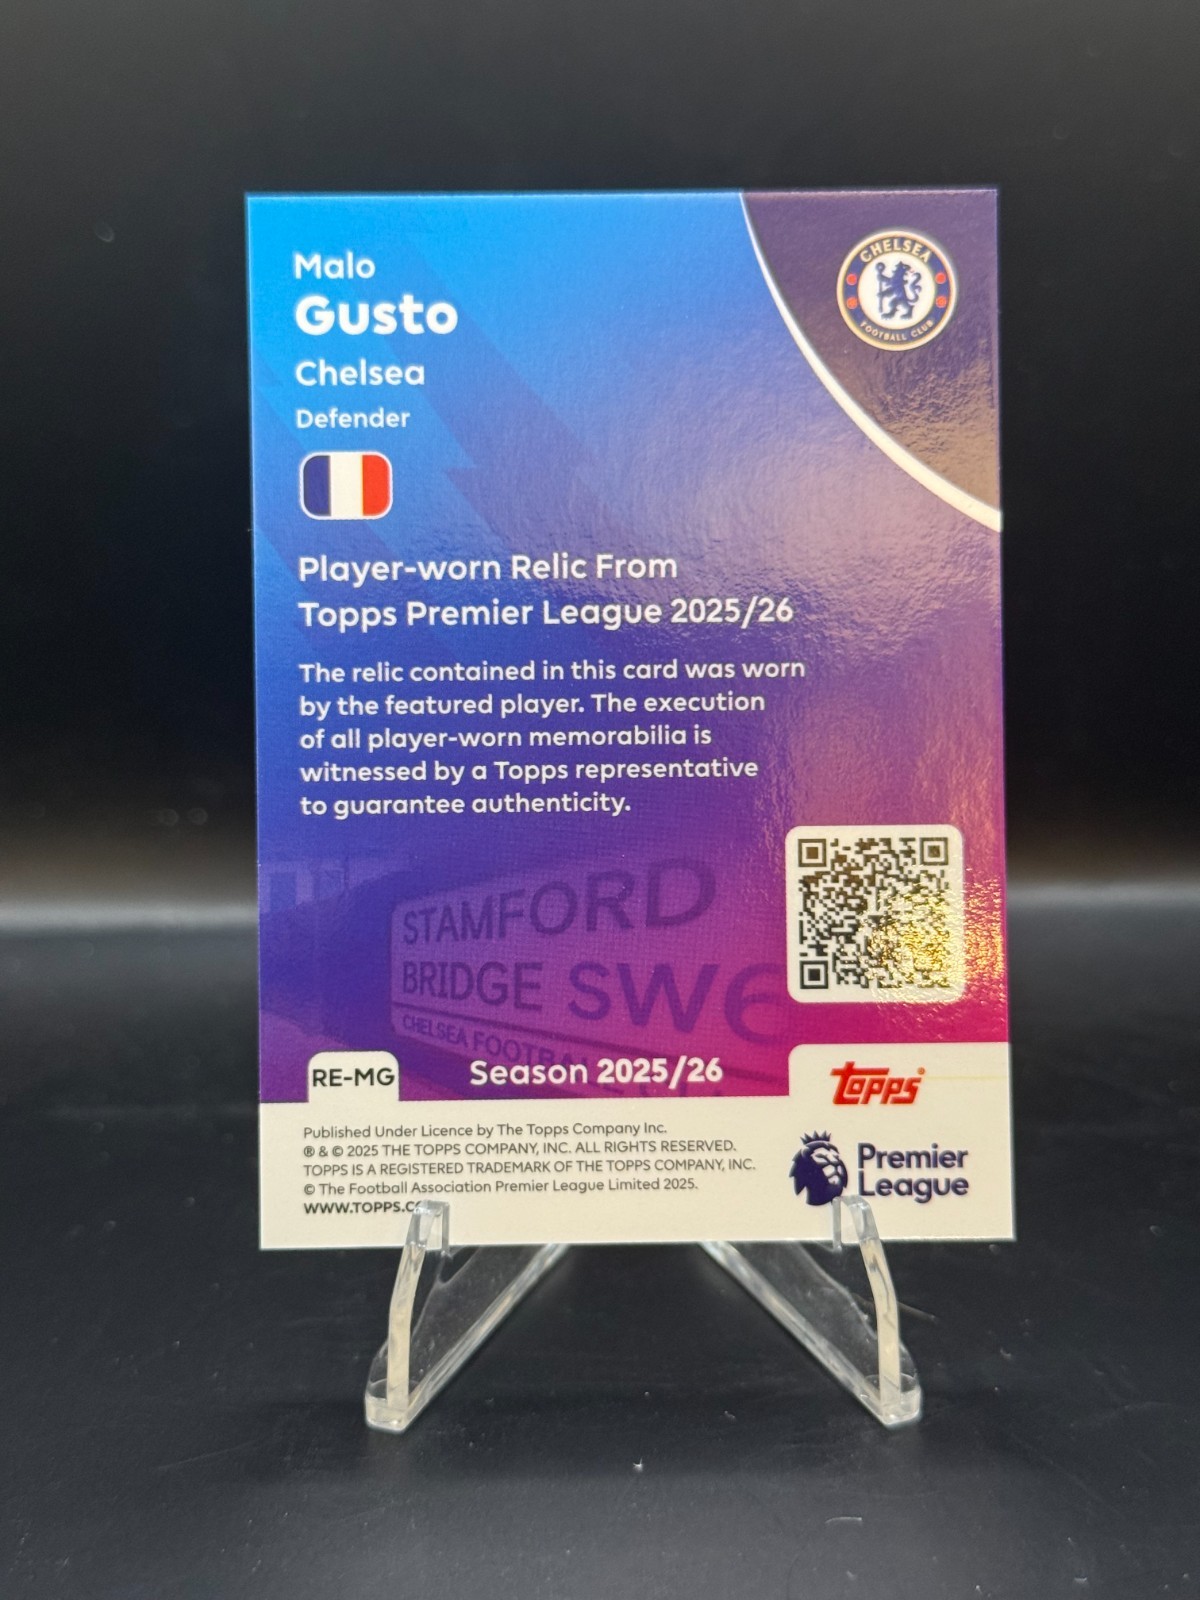 Malo
Gusto
Chelsea
Defender
CHELSEA
FOOTBALL CLUB
Player-worn Relic From
Topps Premier League 2025/26
The relic contained in this card was worn
by the featured player. The execution
of all player-worn memorabilia is
witnessed by a Topps representative
to guarantee authenticity.
STAMFORD
BRIDGE SW6
CHELSEA FOOTBALL
RE-MG
Season 2025/26
Topps
Published Under Licence by The Topps Company Inc.
® & © 2025 THE TOPPS COMPANY, INC. ALL RIGHTS RESERVED.
TOPPS IS A REGISTERED TRADEMARK OF THE TOPPS COMPANY, INC.
© The Football Association Premier League Limited 2025.
WWW.TOPPS.C
Premier
League